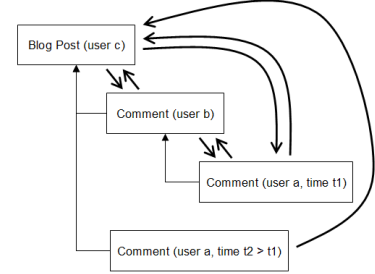 Blog Post (user c)
Comment (user b)
Comment (user a, time t1)
Comment (user a, time t2 > t1)